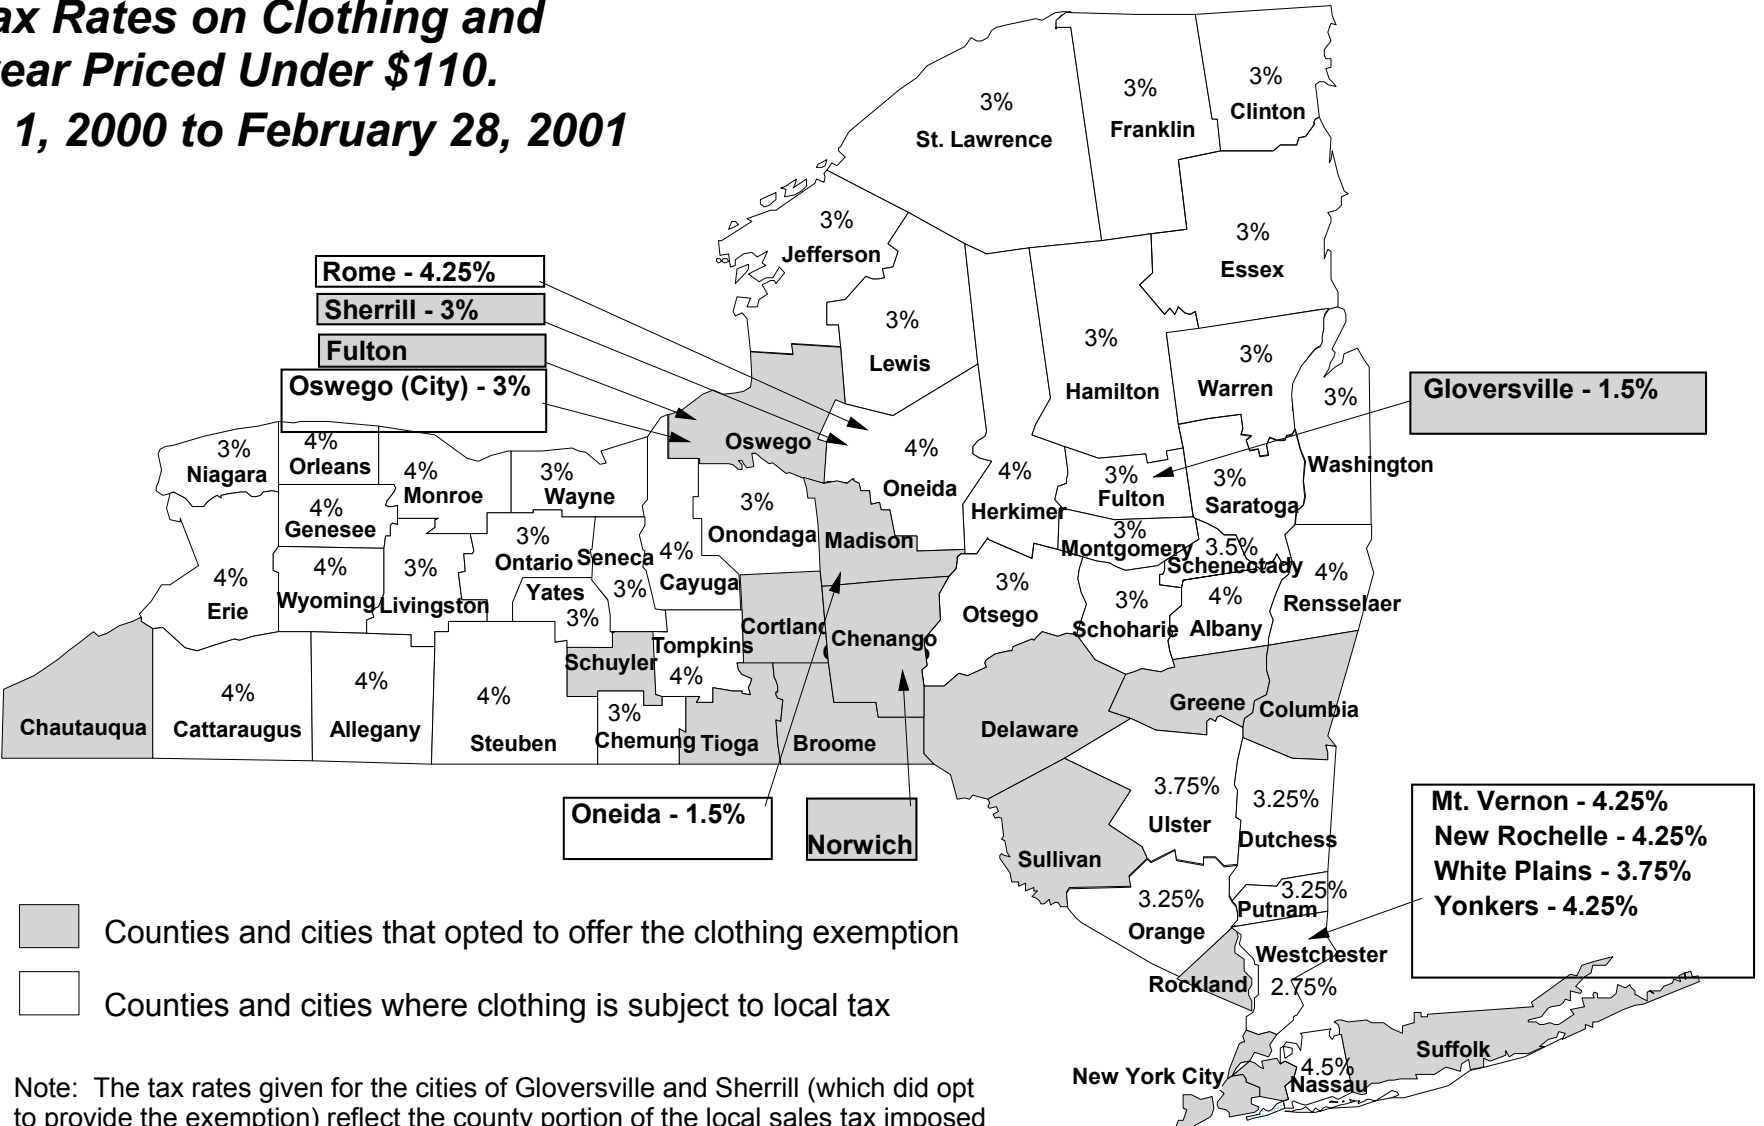 ax Rates on Clothing and
ear Priced Under $110.
1, 2000 to February 28, 2001
3%
Clinton
3%
Franklin
3%
St. Lawrence
3%
Jefferson
3%
Essex
Rome - 4.25%
Sherrill - 3%
Fulton
Oswego (City) - 3%
3%
Lewis
3%
Hamilton
3%
Warren
3%
Washington
Gloversville - 1.5%
3%
Niagara
4%
Orleans
4%
Monroe
3%
Wayne
Oswego
4%
Oneida
4%
Herkimer
3%
Fulton
3%
Saratoga
4%
Genesee
3%
Ontario
Seneca
3%
4%
Cayuga
3%
Onondaga
Madison
3%
Montgomery
3.5%
Schenectady
4%
Erie
4%
Wyoming
3%
Livingston
Yates
3%
Cortland
Chenango
3%
Otsego
3%
Schoharie
4%
Albany
4%
Rensselaer
Tompkins
4%
Schuyler
Chautauqua
4%
Cattaraugus
4%
Allegany
4%
Steuben
3%
Chemung
Tioga
Broome
Delaware
Greene
Columbia
Oneida - 1.5%
Norwich
3.75%
Ulster
3.25%
Dutchess
Sullivan
3.25%
Orange
3.25%
Putnam
Mt. Vernon - 4.25%
New Rochelle - 4.25%
White Plains - 3.75%
Yonkers - 4.25%
Westchester
2.75%
Rockland
Suffolk
4.5%
Nassau
New York City
Counties and cities that opted to offer the clothing exemption
Counties and cities where clothing is subject to local tax
Note: The tax rates given for the cities of Gloversville and Sherrill (which did opt
to provide the exemption) reflect the county portion of the local sales tax imposed